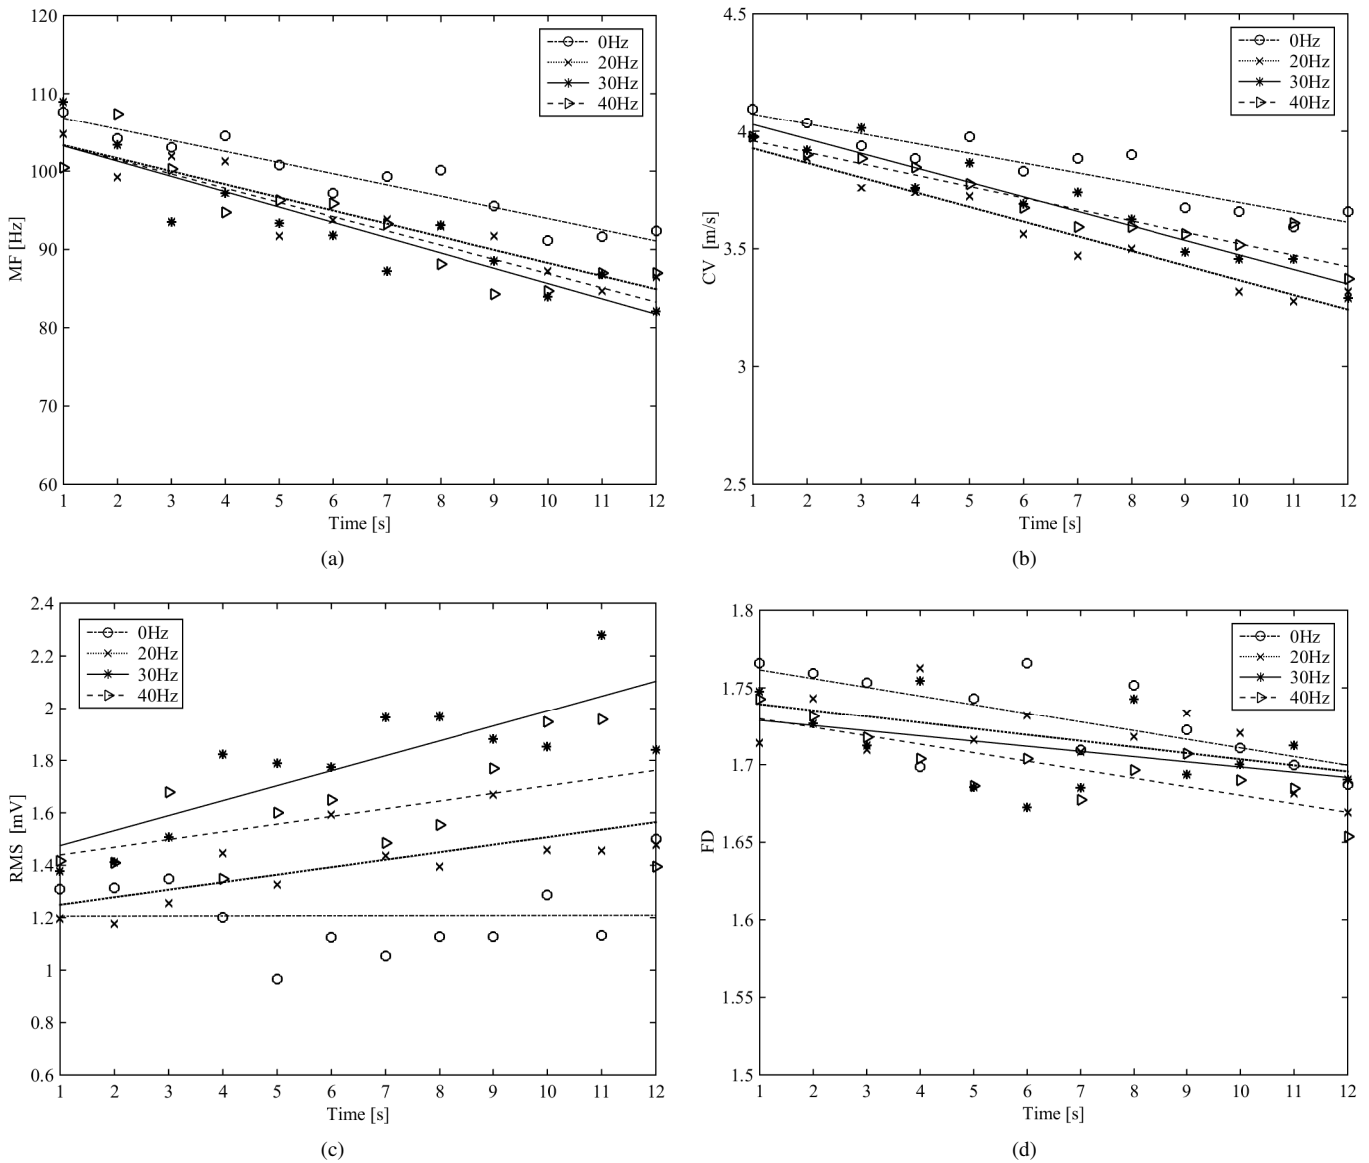 120
110
100
90
80
70
60
MF [Hz]
0Hz
20Hz
30Hz
40Hz
1 2 3 4 5 6 7 8 9 10 11 12
Time [s]
(a)
4.5
4
3.5
3
2.5
CV [m/s]
0Hz
20Hz
30Hz
40Hz
1 2 3 4 5 6 7 8 9 10 11 12
Time [s]
(b)
2.4
2.2
2
1.8
1.6
1.4
1.2
1
0.8
0.6
RMS [mV]
0Hz
20Hz
30Hz
40Hz
1 2 3 4 5 6 7 8 9 10 11 12
Time [s]
(c)
1.8
1.75
1.7
1.65
1.6
1.55
1.5
FD
0Hz
20Hz
30Hz
40Hz
1 2 3 4 5 6 7 8 9 10 11 12
Time [s]
(d)